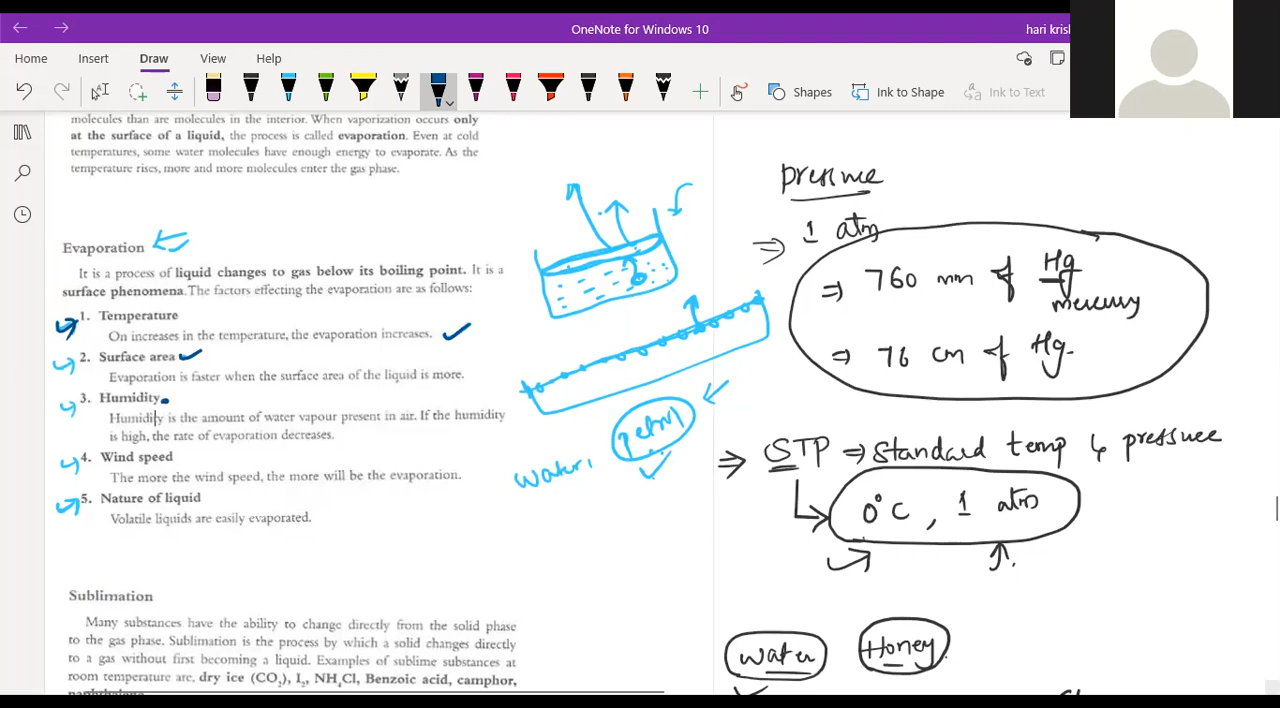 OneNote for Windows 10
hari krish
Home Insert Draw View Help
Shapes Ink to Shape Ink to Text
molecules than are molecules in the interior. When vaporization occurs only
at the surface of a liquid, the process is called evaporation. Even at cold
temperatures, some water molecules have enough energy to evaporate. As the
temperature rises, more and more molecules enter the gas phase.
Evaporation
It is a process of liquid changes to gas below its boiling point. It is a
surface phenomena. The factors effecting the evaporation are as follows:
1. Temperature
On increases in the temperature, the evaporation increases.
2. Surface area
Evaporation is faster when the surface area of the liquid is more.
3. Humidity
Humidity is the amount of water vapour present in air. If the humidity
is high, the rate of evaporation decreases.
4. Wind speed
The more the wind speed, the more will be the evaporation.
5. Nature of liquid
Volatile liquids are easily evaporated.
water, petrol
Sublimation
Many substances have the ability to change directly from the solid phase
to the gas phase. Sublimation is the process by which a solid changes directly
to a gas without first becoming a liquid. Examples of sublime substances at
room temperature are, dry ice (CO₂), I₂, NH₄Cl, Benzoic acid, camphor,
naphthalene
pressure
⇒ 1 atm
⇒ 760 mm of Hg
mercury
⇒ 76 cm of Hg.
⇒ STP ⇒ Standard temp & pressure
0°C, 1 atm
water Honey